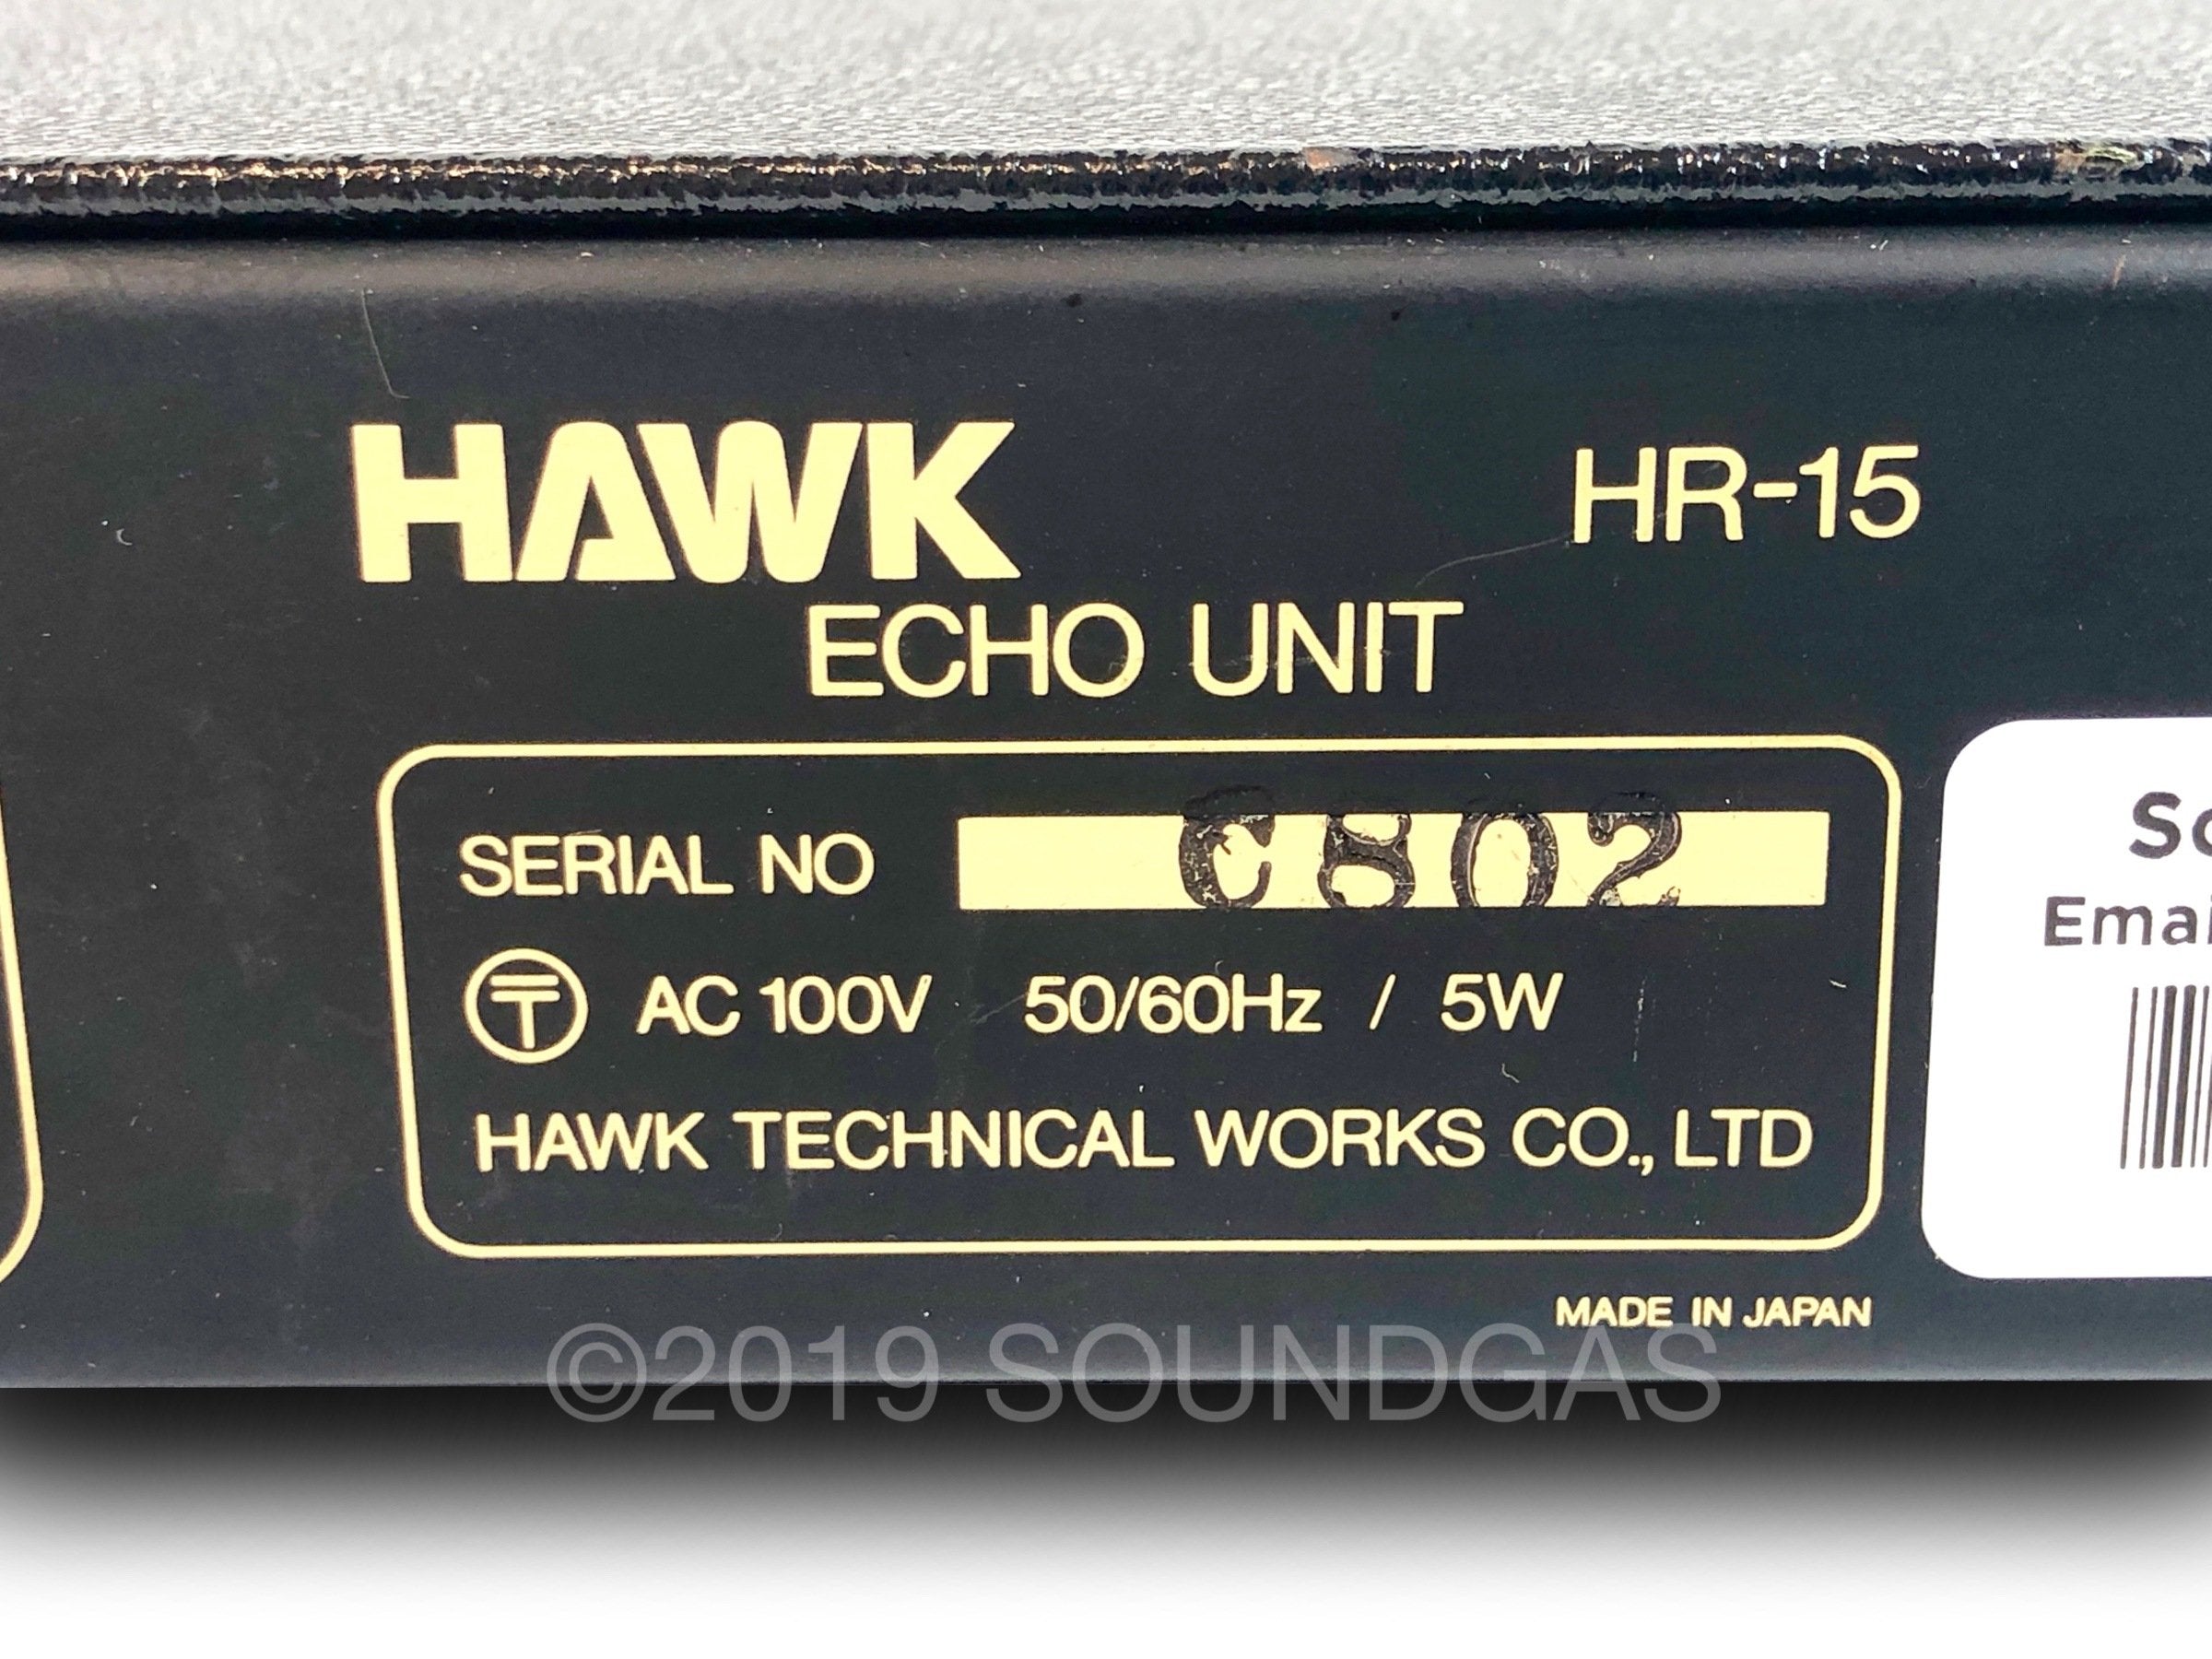 HAWK HR-15
ECHO UNIT
SERIAL NO C802
〒 AC 100V 50/60Hz / 5W
HAWK TECHNICAL WORKS CO., LTD
MADE IN JAPAN
©2019 SOUNDGAS